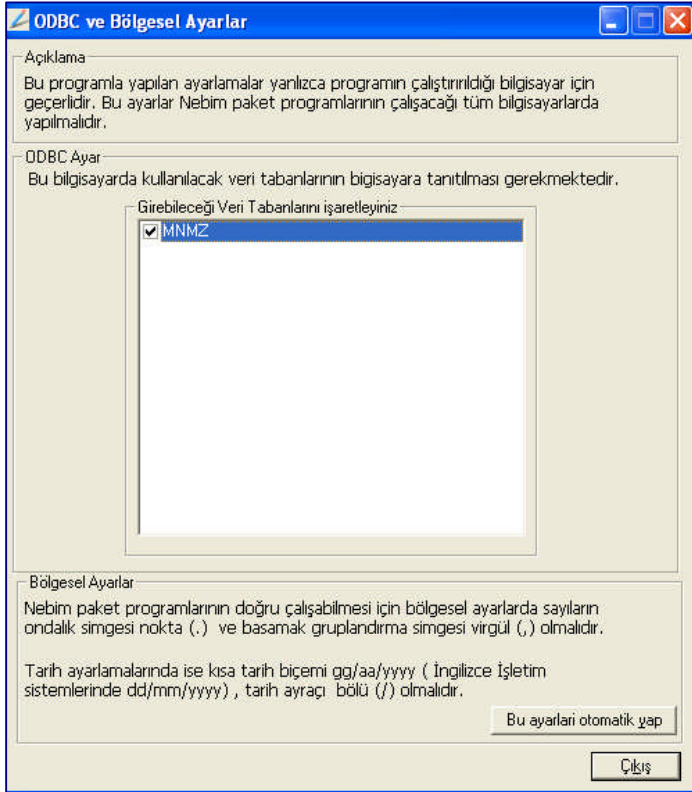 ODBC ve Bölgesel Ayarlar
Açıklama
Bu programla yapılan ayarlamalar yanlızca programın çalıştırırıldığı bilgisayar için
geçerlidir. Bu ayarlar Nebim paket programlarının çalışacağı tüm bilgisayarlarda
yapılmalıdır.
ODBC Ayar
Bu bilgisayarda kullanılacak veri tabanlarının bigisayara tanıtılması gerekmektedir.
Girebileceği Veri Tabanlarını işaretleyiniz
MNMZ
Bölgesel Ayarlar
Nebim paket programlarının doğru çalışabilmesi için bölgesel ayarlarda sayıların
ondalık simgesi nokta (.) ve basamak gruplandırma simgesi virgül (,) olmalıdır.
Tarih ayarlamalarında ise kısa tarih biçemi gg/aa/yyyy ( İngilizce İşletim
sistemlerinde dd/mm/yyyy) , tarih ayraçı bölü (/) olmalıdır.
Bu ayarlari otomatik yap
Çıkış